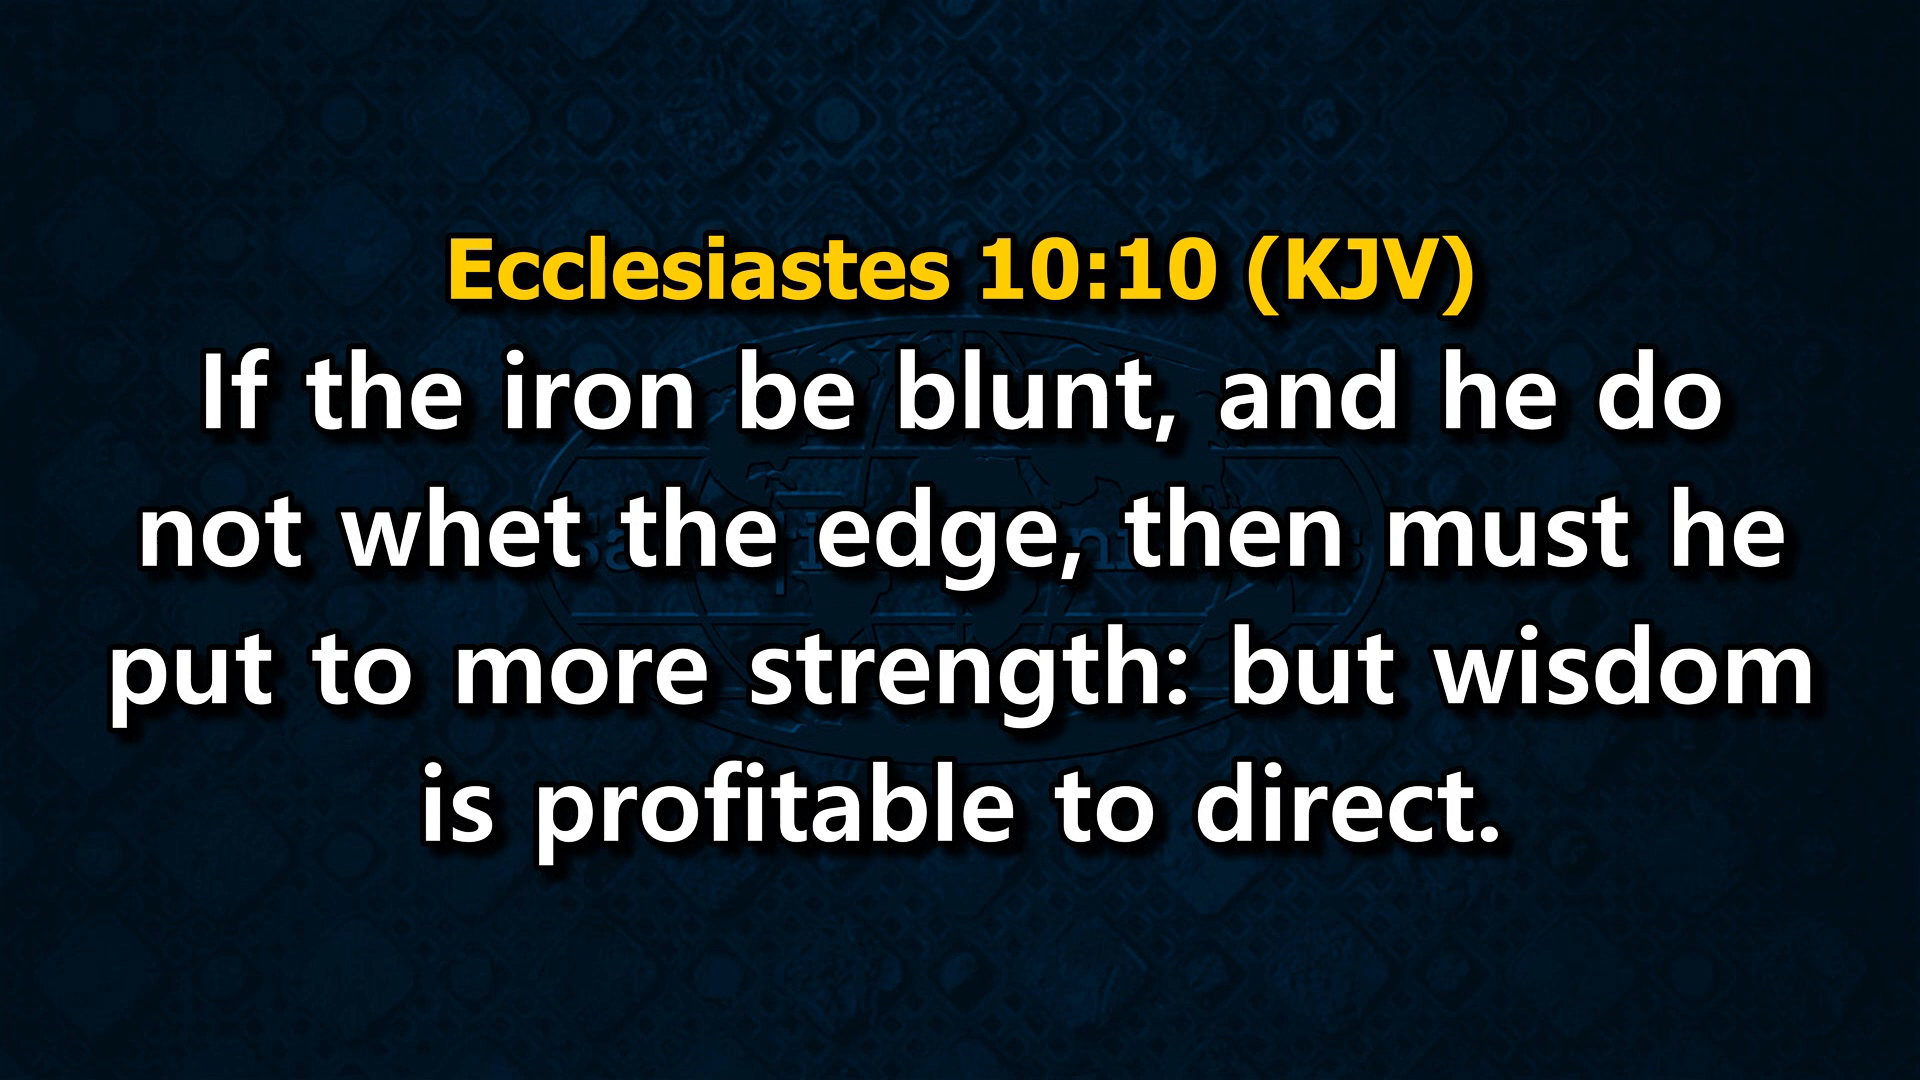 Ecclesiastes 10:10 (KJV)
If the iron be blunt, and he do
not whet the edge, then must he
put to more strength: but wisdom
is profitable to direct.